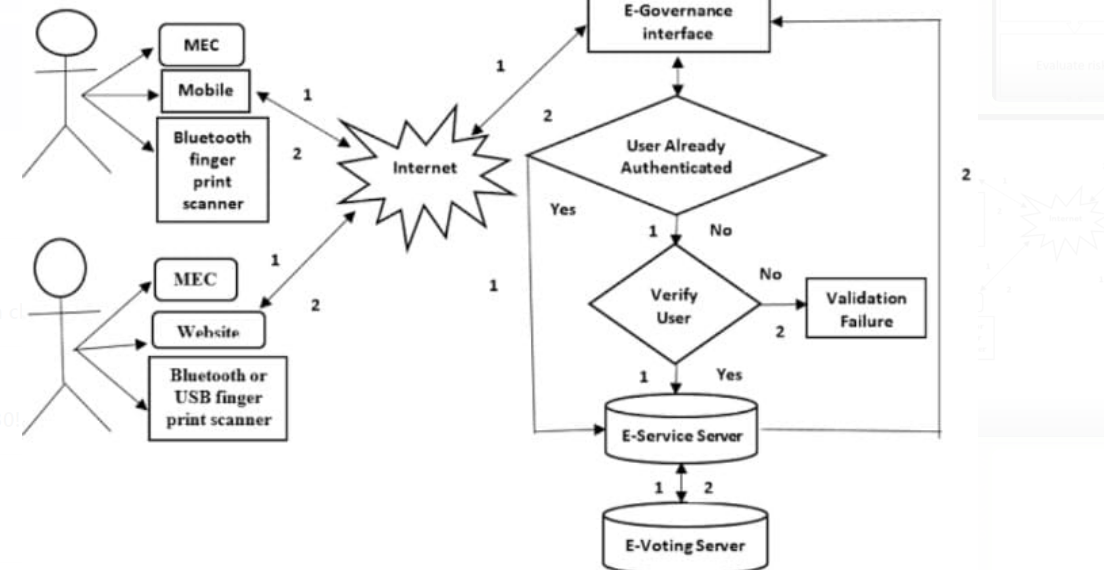 MEC
Mobile
Bluetooth
finger
print
scanner
1
2
MEC
Website
Bluetooth or
USB finger
print scanner
1
2
Internet
1
2
E-Governance
interface
User Already
Authenticated
Yes
1
No
1
Verify
User
No
2
Validation
Failure
1
Yes
E-Service Server
1
2
E-Voting Server
2